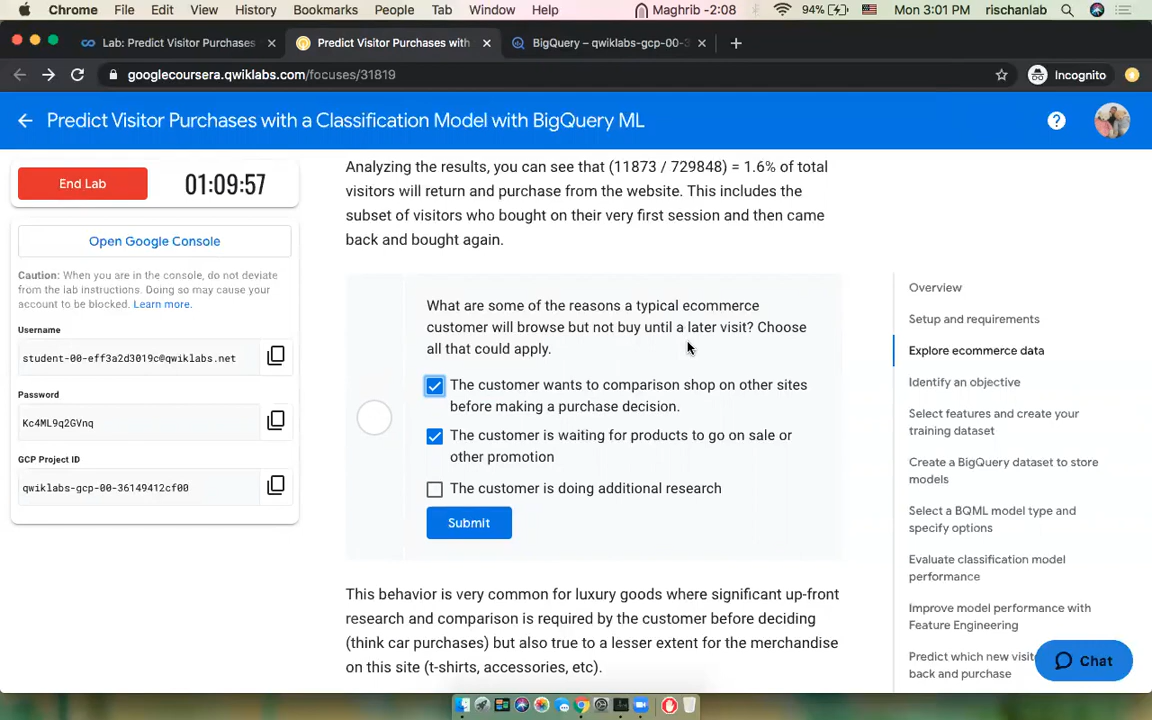 Chrome File Edit View History Bookmarks People Tab Window Help Maghrib -2:08 94% Mon 3:01 PM rischanlab
Lab: Predict Visitor Purchases Predict Visitor Purchases with BigQuery – qwiklabs-gcp-00-3
googlecoursera.qwiklabs.com/focuses/31819 Incognito
Predict Visitor Purchases with a Classification Model with BigQuery ML
End Lab
01:09:57
Open Google Console
Caution: When you are in the console, do not deviate
from the lab instructions. Doing so may cause your
account to be blocked. Learn more.
Username
student-00-eff3a2d3019c@qwiklabs.net
Password
Kc4ML9q2GVnq
GCP Project ID
qwiklabs-gcp-00-36149412cf00
Analyzing the results, you can see that (11873 / 729848) = 1.6% of total
visitors will return and purchase from the website. This includes the
subset of visitors who bought on their very first session and then came
back and bought again.
What are some of the reasons a typical ecommerce
customer will browse but not buy until a later visit? Choose
all that could apply.
The customer wants to comparison shop on other sites
before making a purchase decision.
The customer is waiting for products to go on sale or
other promotion
The customer is doing additional research
Submit
This behavior is very common for luxury goods where significant up-front
research and comparison is required by the customer before deciding
(think car purchases) but also true to a lesser extent for the merchandise
on this site (t-shirts, accessories, etc).
Overview
Setup and requirements
Explore ecommerce data
Identify an objective
Select features and create your
training dataset
Create a BigQuery dataset to store
models
Select a BQML model type and
specify options
Evaluate classification model
performance
Improve model performance with
Feature Engineering
Predict which new
back and purchase
Chat